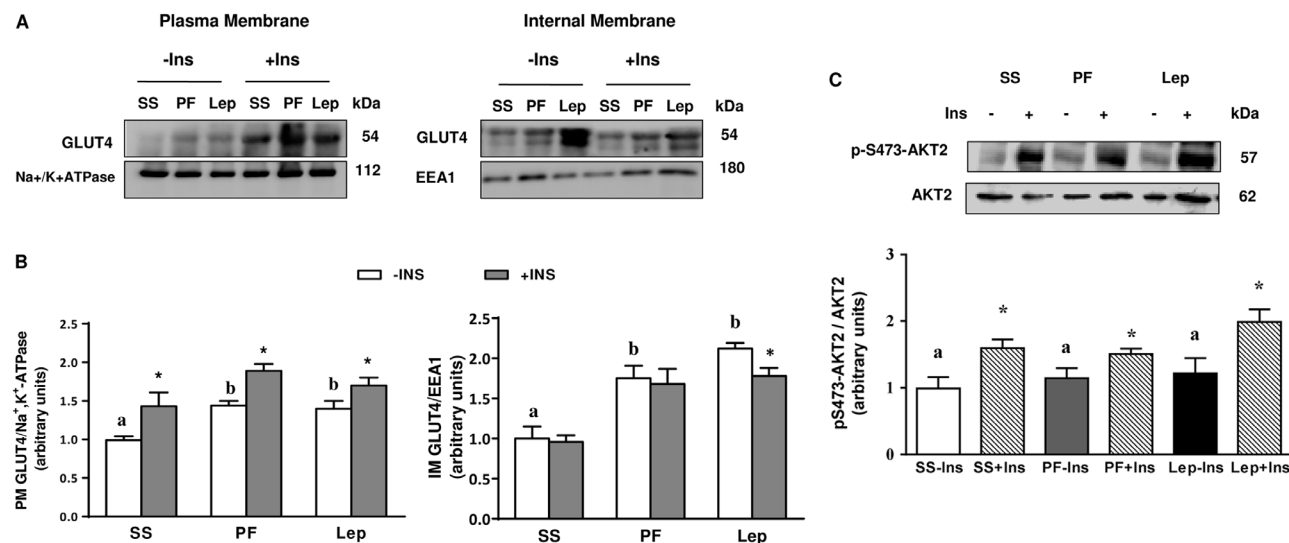 A
Plasma Membrane
-Ins +Ins
SS PF Lep SS PF Lep kDa
GLUT4 54
Na+/K+ATPase 112
Internal Membrane
-Ins +Ins
SS PF Lep SS PF Lep kDa
GLUT4 54
EEA1 180
B
-INS +INS
PM GLUT4/Na+,K+-ATPase
(arbitrary units)
2.5
2.0
1.5
1.0
0.5
0.0
a * b * b *
SS PF Lep
IM GLUT4/EEA1
(arbitrary units)
2.5
2.0
1.5
1.0
0.5
0.0
a b b *
SS PF Lep
C
SS PF Lep
Ins - + - + - + kDa
p-S473-AKT2 57
AKT2 62
pS473-AKT2 / AKT2
(arbitrary units)
3
2
1
0
a * a * a *
SS-Ins SS+Ins PF-Ins PF+Ins Lep-Ins Lep+Ins